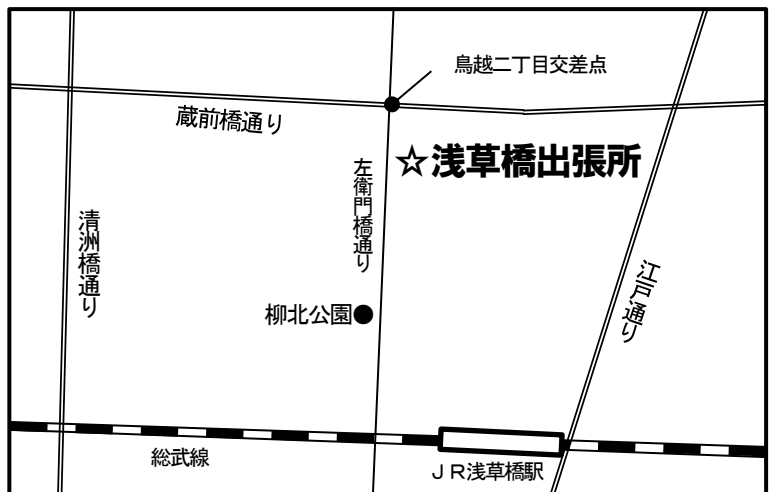 鳥越二丁目交差点
蔵前橋通り
☆浅草橋出張所
左衛門橋通り
清洲橋通り
江戸通り
柳北公園●
総武線
ＪＲ浅草橋駅